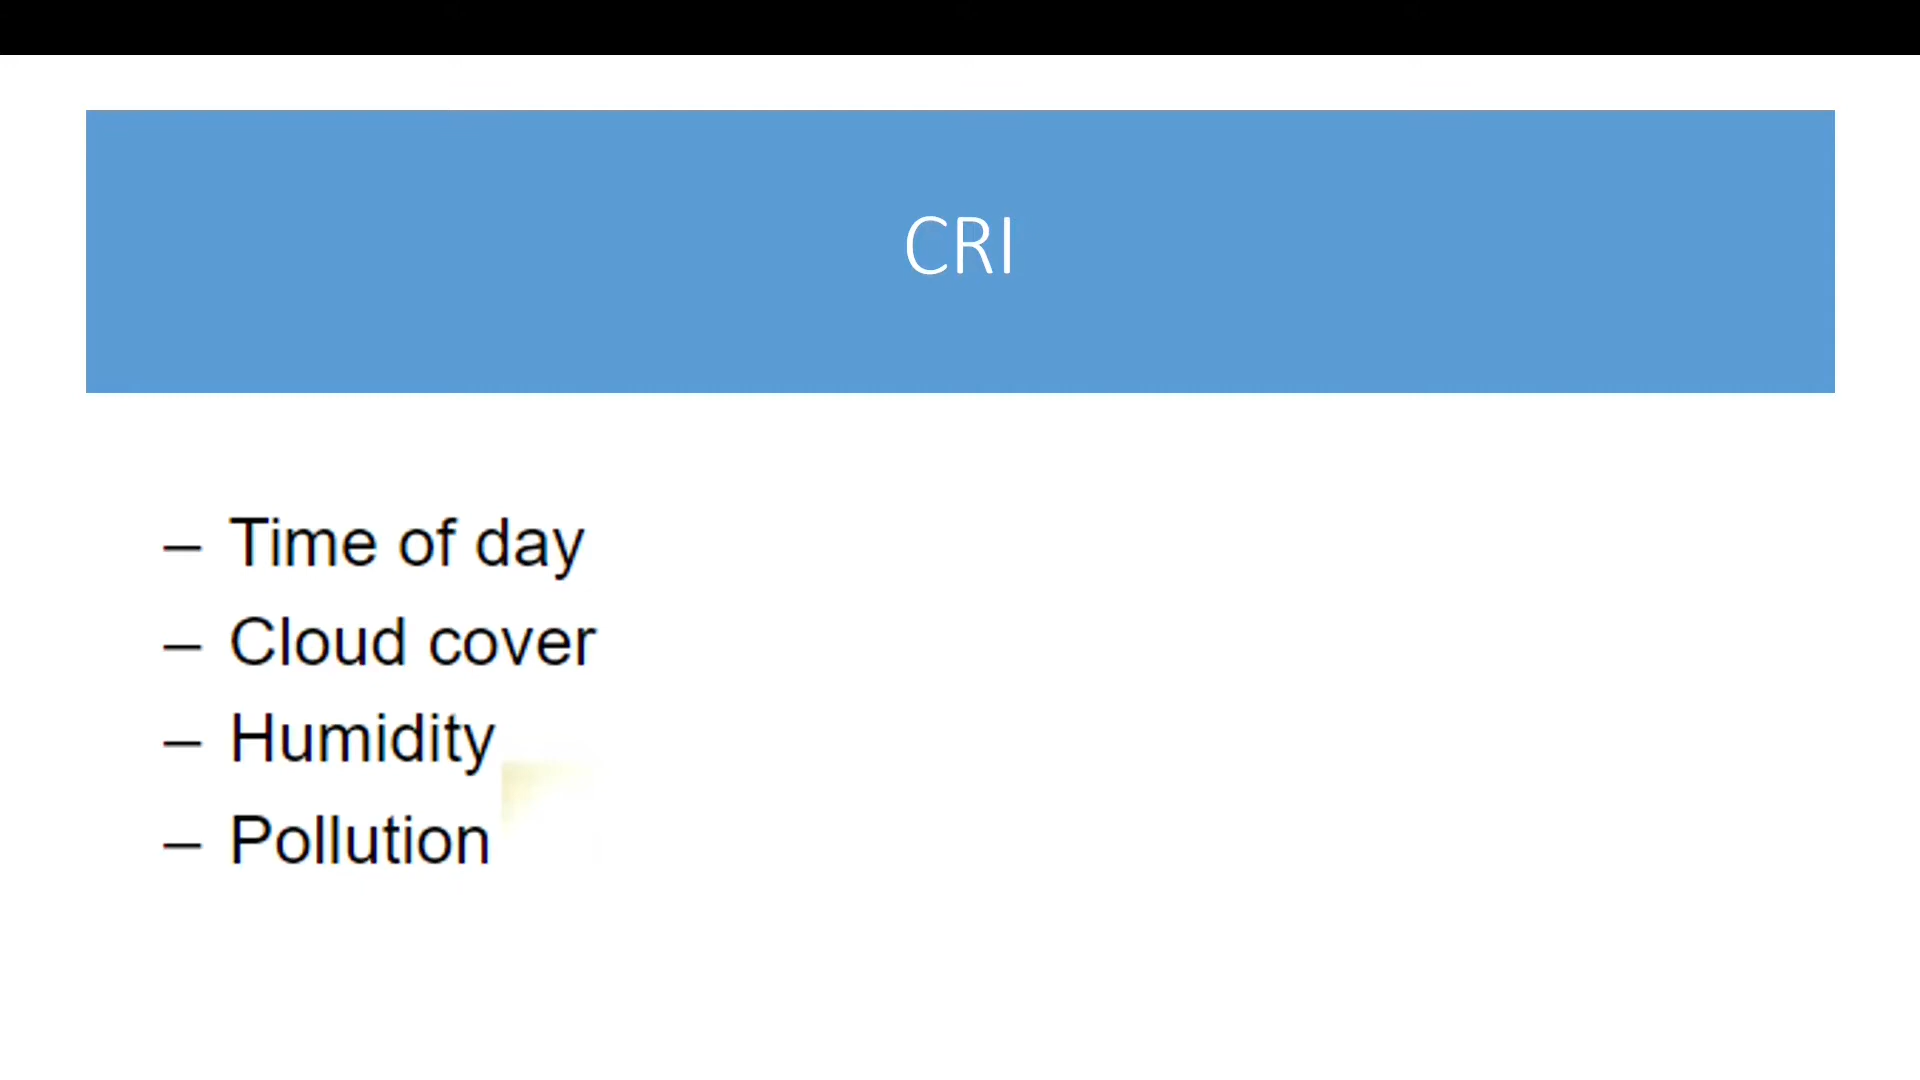 CRI
– Time of day
– Cloud cover
– Humidity
– Pollution